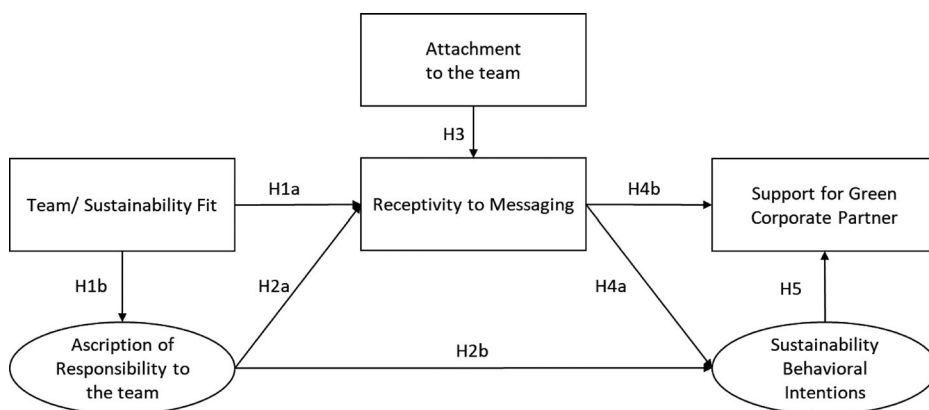 Attachment
to the team
H3
Team/ Sustainability Fit
H1a
Receptivity to Messaging
H4b
Support for Green
Corporate Partner
H1b
H2a
H4a
H5
Ascription of
Responsibility to
the team
H2b
Sustainability
Behavioral
Intentions